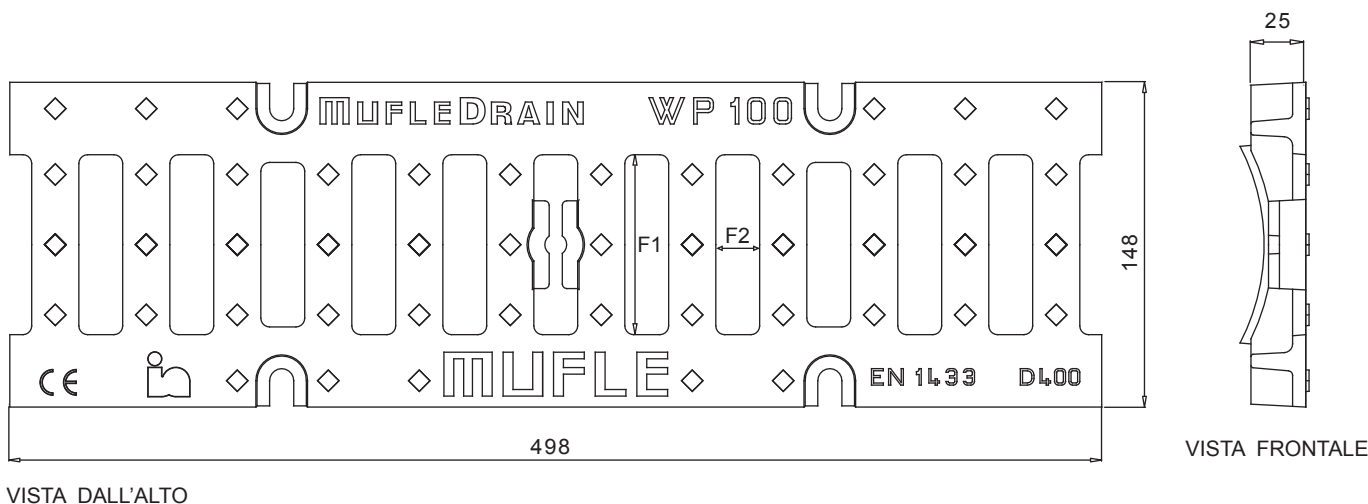 25
MUFLEDRAIN WP 100
F1 F2
148
MUFLE
CE EN 1433 D400
498
VISTA FRONTALE
VISTA DALL'ALTO